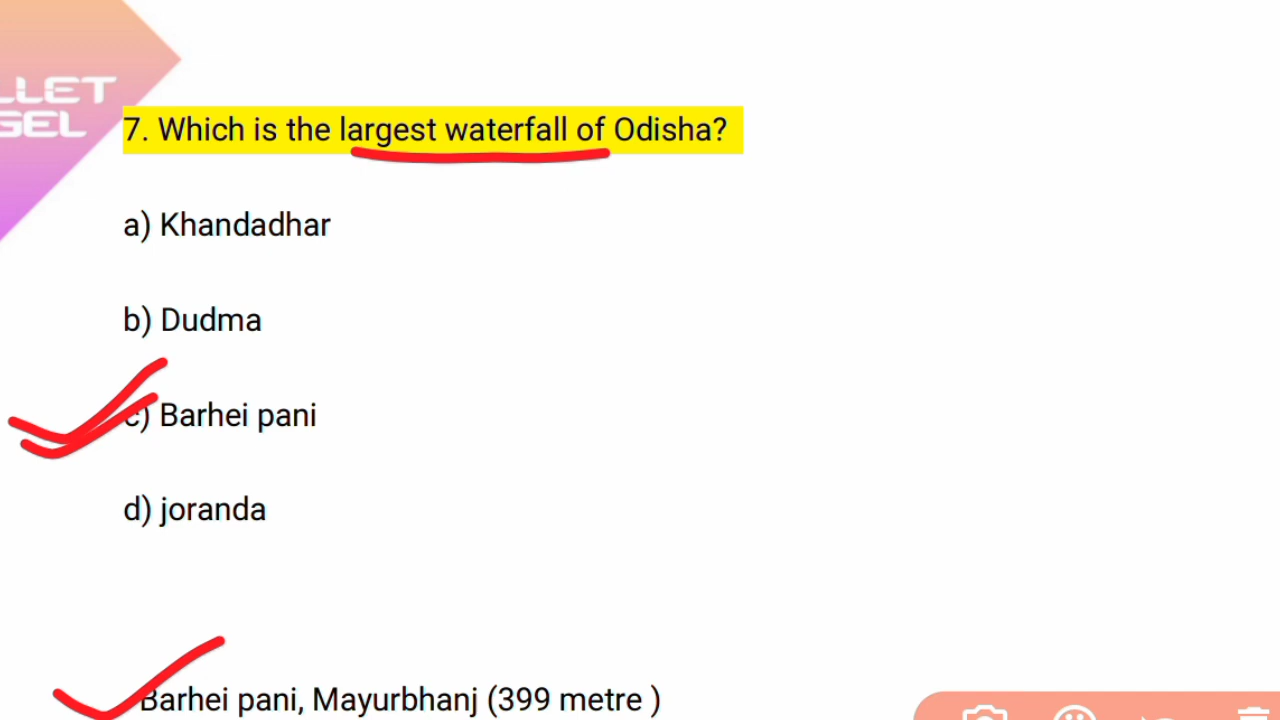 LLET
GEL
7. Which is the largest waterfall of Odisha?
a) Khandadhar
b) Dudma
c) Barhei pani
d) joranda
Barhei pani, Mayurbhanj (399 metre )